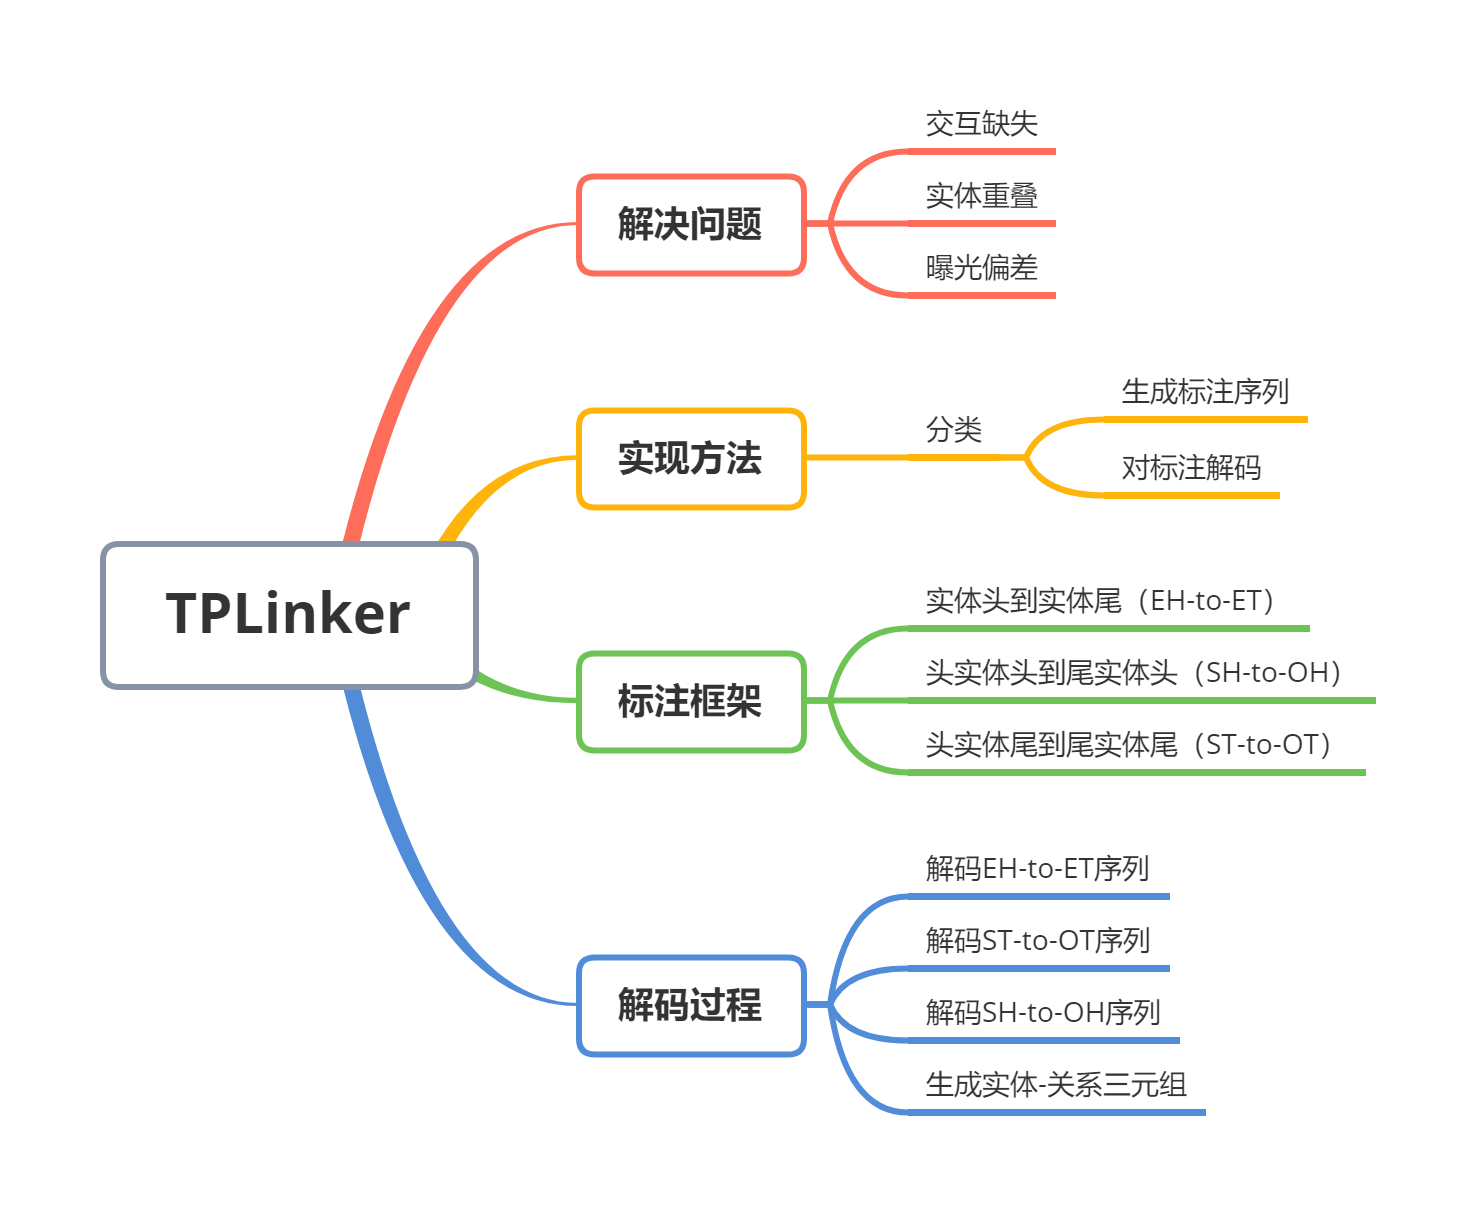 TPLinker
解决问题
交互缺失
实体重叠
曝光偏差
实现方法
分类
生成标注序列
对标注解码
标注框架
实体头到实体尾（EH-to-ET）
头实体头到尾实体头（SH-to-OH）
头实体尾到尾实体尾（ST-to-OT）
解码过程
解码EH-to-ET序列
解码ST-to-OT序列
解码SH-to-OH序列
生成实体-关系三元组